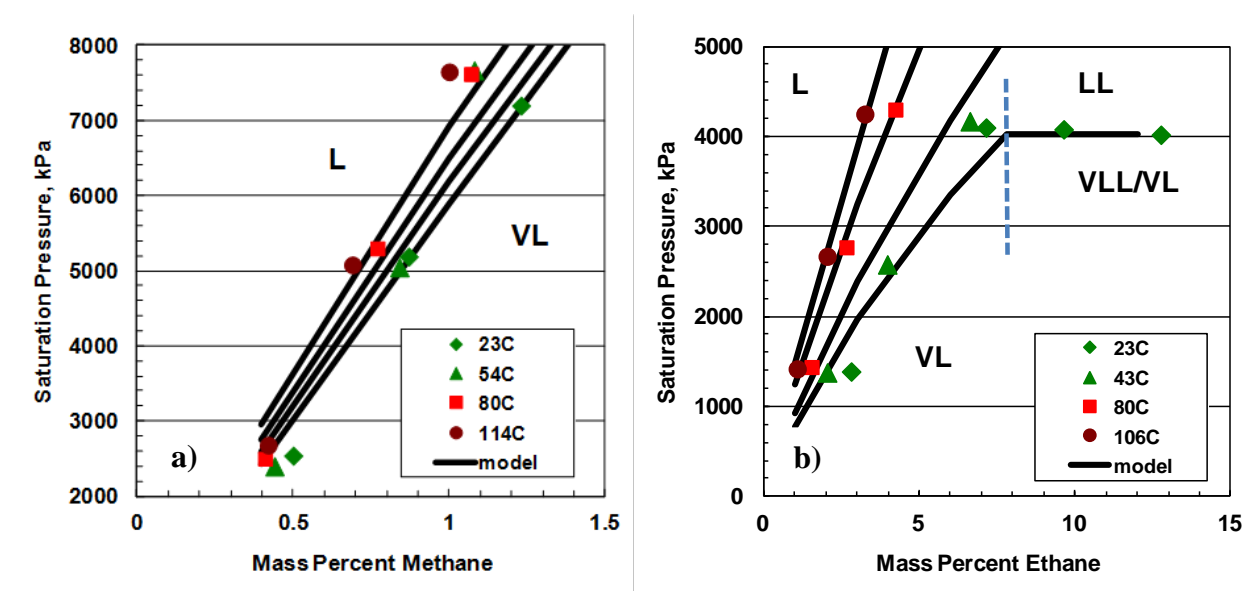 8000
7000
6000
5000
4000
3000
2000
Saturation Pressure, kPa
L
VL
23C
54C
80C
114C
model
a)
0
0.5
1
1.5
Mass Percent Methane
5000
4000
3000
2000
1000
0
Saturation Pressure, kPa
L
LL
VLL/VL
VL
23C
43C
80C
106C
model
b)
0
5
10
15
Mass Percent Ethane